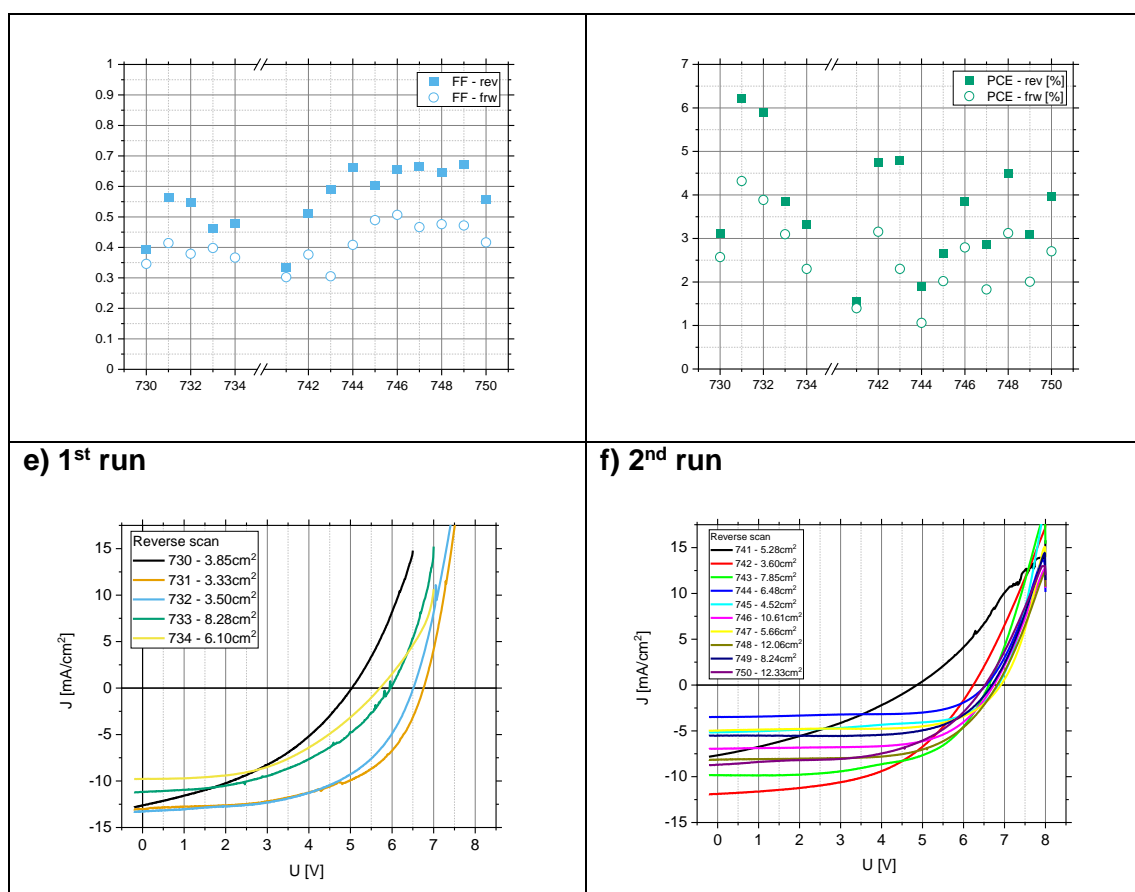 1
0.9
0.8
0.7
0.6
0.5
0.4
0.3
0.2
0.1
0
FF - rev
FF - frw
730 732 734 742 744 746 748 750
7
6
5
4
3
2
1
0
PCE - rev [%]
PCE - frw [%]
730 732 734 742 744 746 748 750
e) 1st run
Reverse scan
730 - 3.85cm2
731 - 3.33cm2
732 - 3.50cm2
733 - 8.28cm2
734 - 6.10cm2
J [mA/cm2]
15
10
5
0
-5
-10
-15
0 1 2 3 4 5 6 7 8
U [V]
f) 2nd run
Reverse scan
741 - 5.28cm2
742 - 3.60cm2
743 - 7.85cm2
744 - 6.48cm2
745 - 4.52cm2
746 - 10.61cm2
747 - 5.66cm2
748 - 12.06cm2
749 - 8.24cm2
750 - 12.33cm2
J [mA/cm2]
15
10
5
0
-5
-10
-15
0 1 2 3 4 5 6 7 8
U [V]